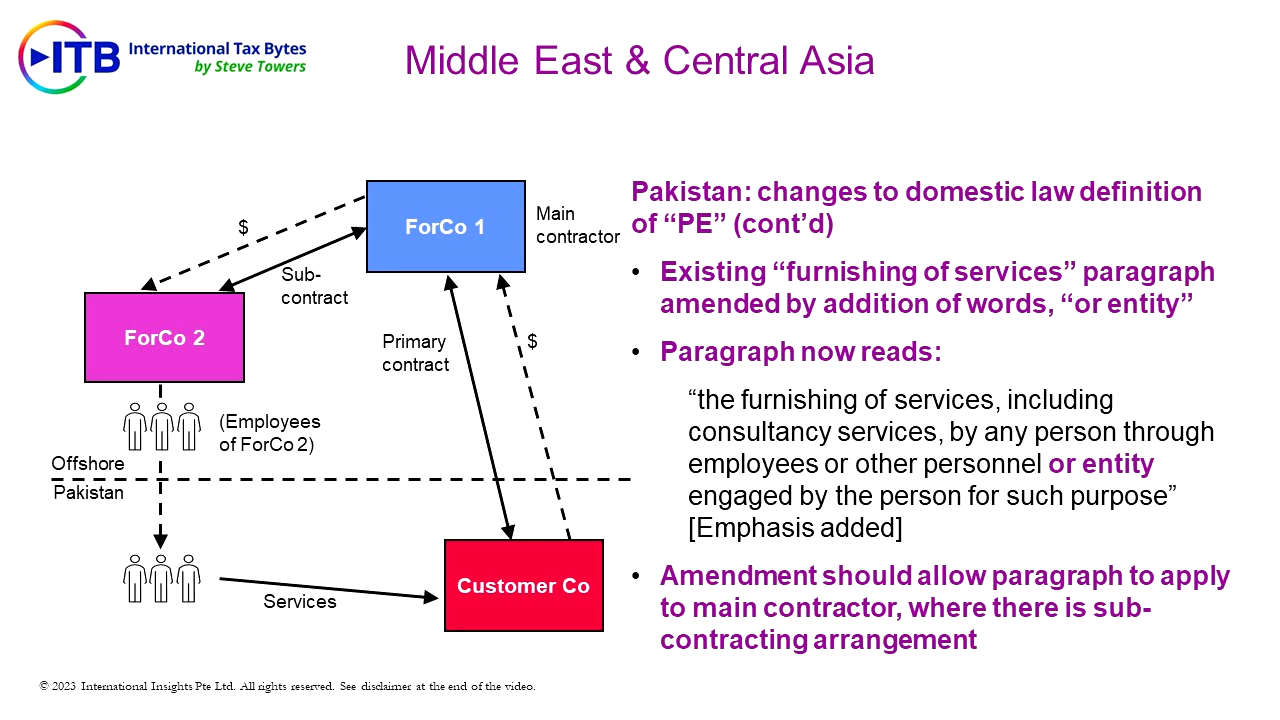 ITB International Tax Bytes
by Steve Towers
Middle East & Central Asia
$
ForCo 1
Main
contractor
Sub-
contract
ForCo 2
Primary
contract
$
(Employees
of ForCo 2)
Offshore
Pakistan
Services
Customer Co
Pakistan: changes to domestic law definition
of “PE” (cont’d)
• Existing “furnishing of services” paragraph
amended by addition of words, “or entity”
• Paragraph now reads:
“the furnishing of services, including
consultancy services, by any person through
employees or other personnel or entity
engaged by the person for such purpose”
[Emphasis added]
• Amendment should allow paragraph to apply
to main contractor, where there is sub-
contracting arrangement
© 2023 International Insights Pte Ltd. All rights reserved. See disclaimer at the end of the video.